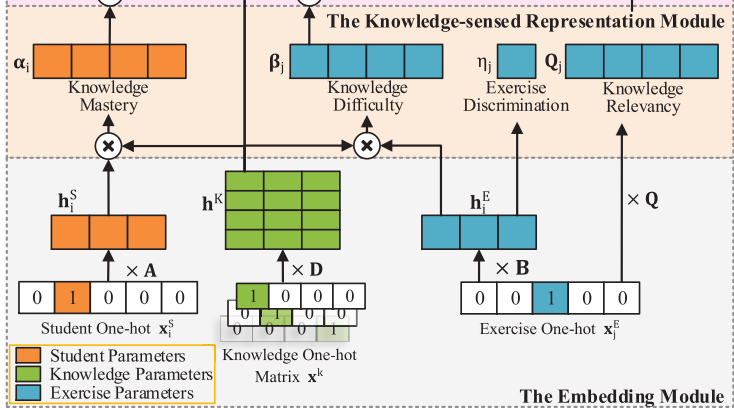 The Knowledge-sensed Representation Module
αi
βj
ηj
Qj
Knowledge
Mastery
Knowledge
Difficulty
Exercise
Discrimination
Knowledge
Relevancy
× ×
hiS
hK
hiE
× Q
× A
× D
× B
0 1 0 0 0
1 0 0 0
0 0 1 0 0
Student One-hot xiS
Knowledge One-hot
Matrix xk
Exercise One-hot xjE
Student Parameters
Knowledge Parameters
Exercise Parameters
The Embedding Module